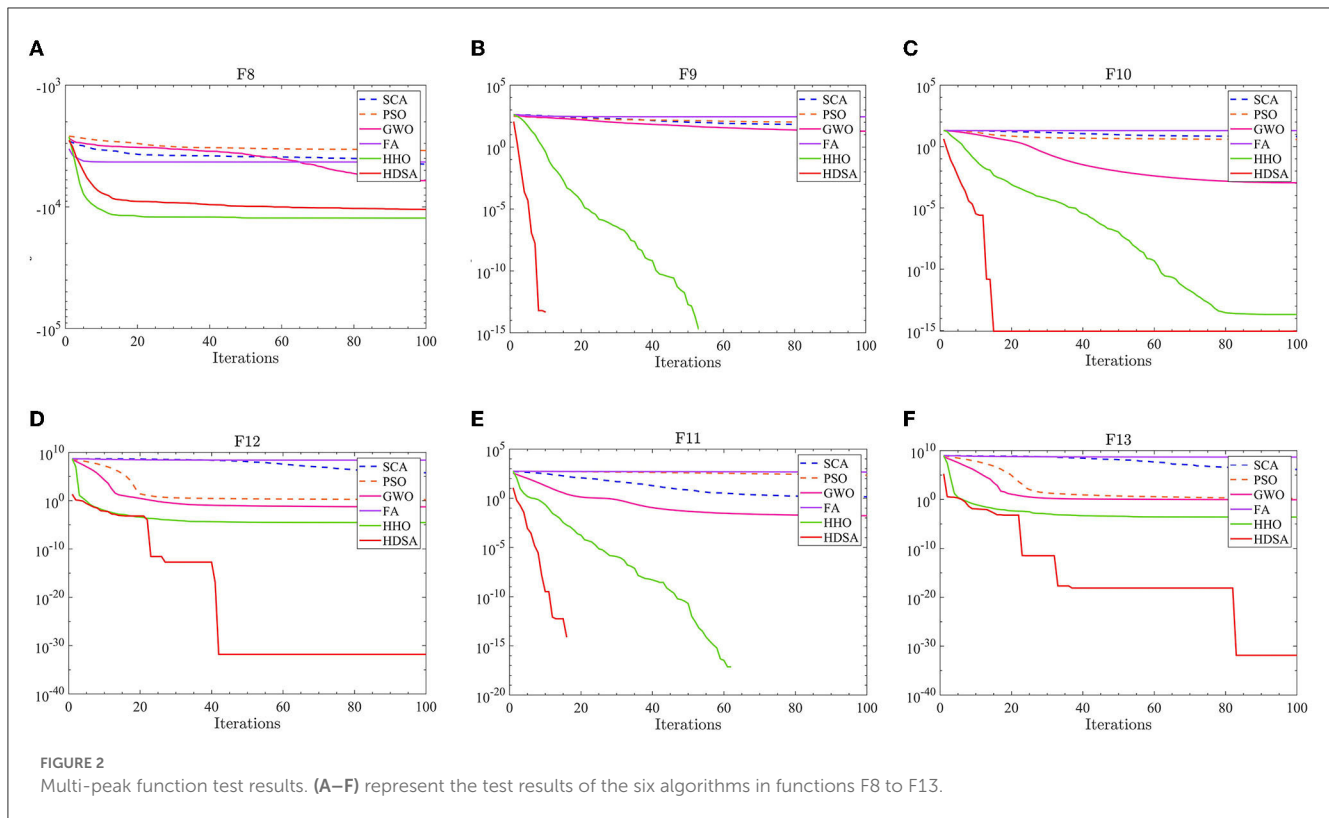 A
F8
-10^3
-10^4
-10^5
0 20 40 60 80 100
Iterations
SCA
PSO
GWO
FA
HHO
HDSA
B
F9
10^5
10^0
10^-5
10^-10
10^-15
0 20 40 60 80 100
Iterations
SCA
PSO
GWO
FA
HHO
HDSA
C
F10
10^5
10^0
10^-5
10^-10
10^-15
0 20 40 60 80 100
Iterations
SCA
PSO
GWO
FA
HHO
HDSA
D
F12
10^10
10^0
10^-10
10^-20
10^-30
10^-40
0 20 40 60 80 100
Iterations
SCA
PSO
GWO
FA
HHO
HDSA
E
F11
10^5
10^0
10^-5
10^-10
10^-15
10^-20
0 20 40 60 80 100
Iterations
SCA
PSO
GWO
FA
HHO
HDSA
F
F13
10^10
10^0
10^-10
10^-20
10^-30
10^-40
0 20 40 60 80 100
Iterations
SCA
PSO
GWO
FA
HHO
HDSA
FIGURE 2
Multi-peak function test results. (A–F) represent the test results of the six algorithms in functions F8 to F13.